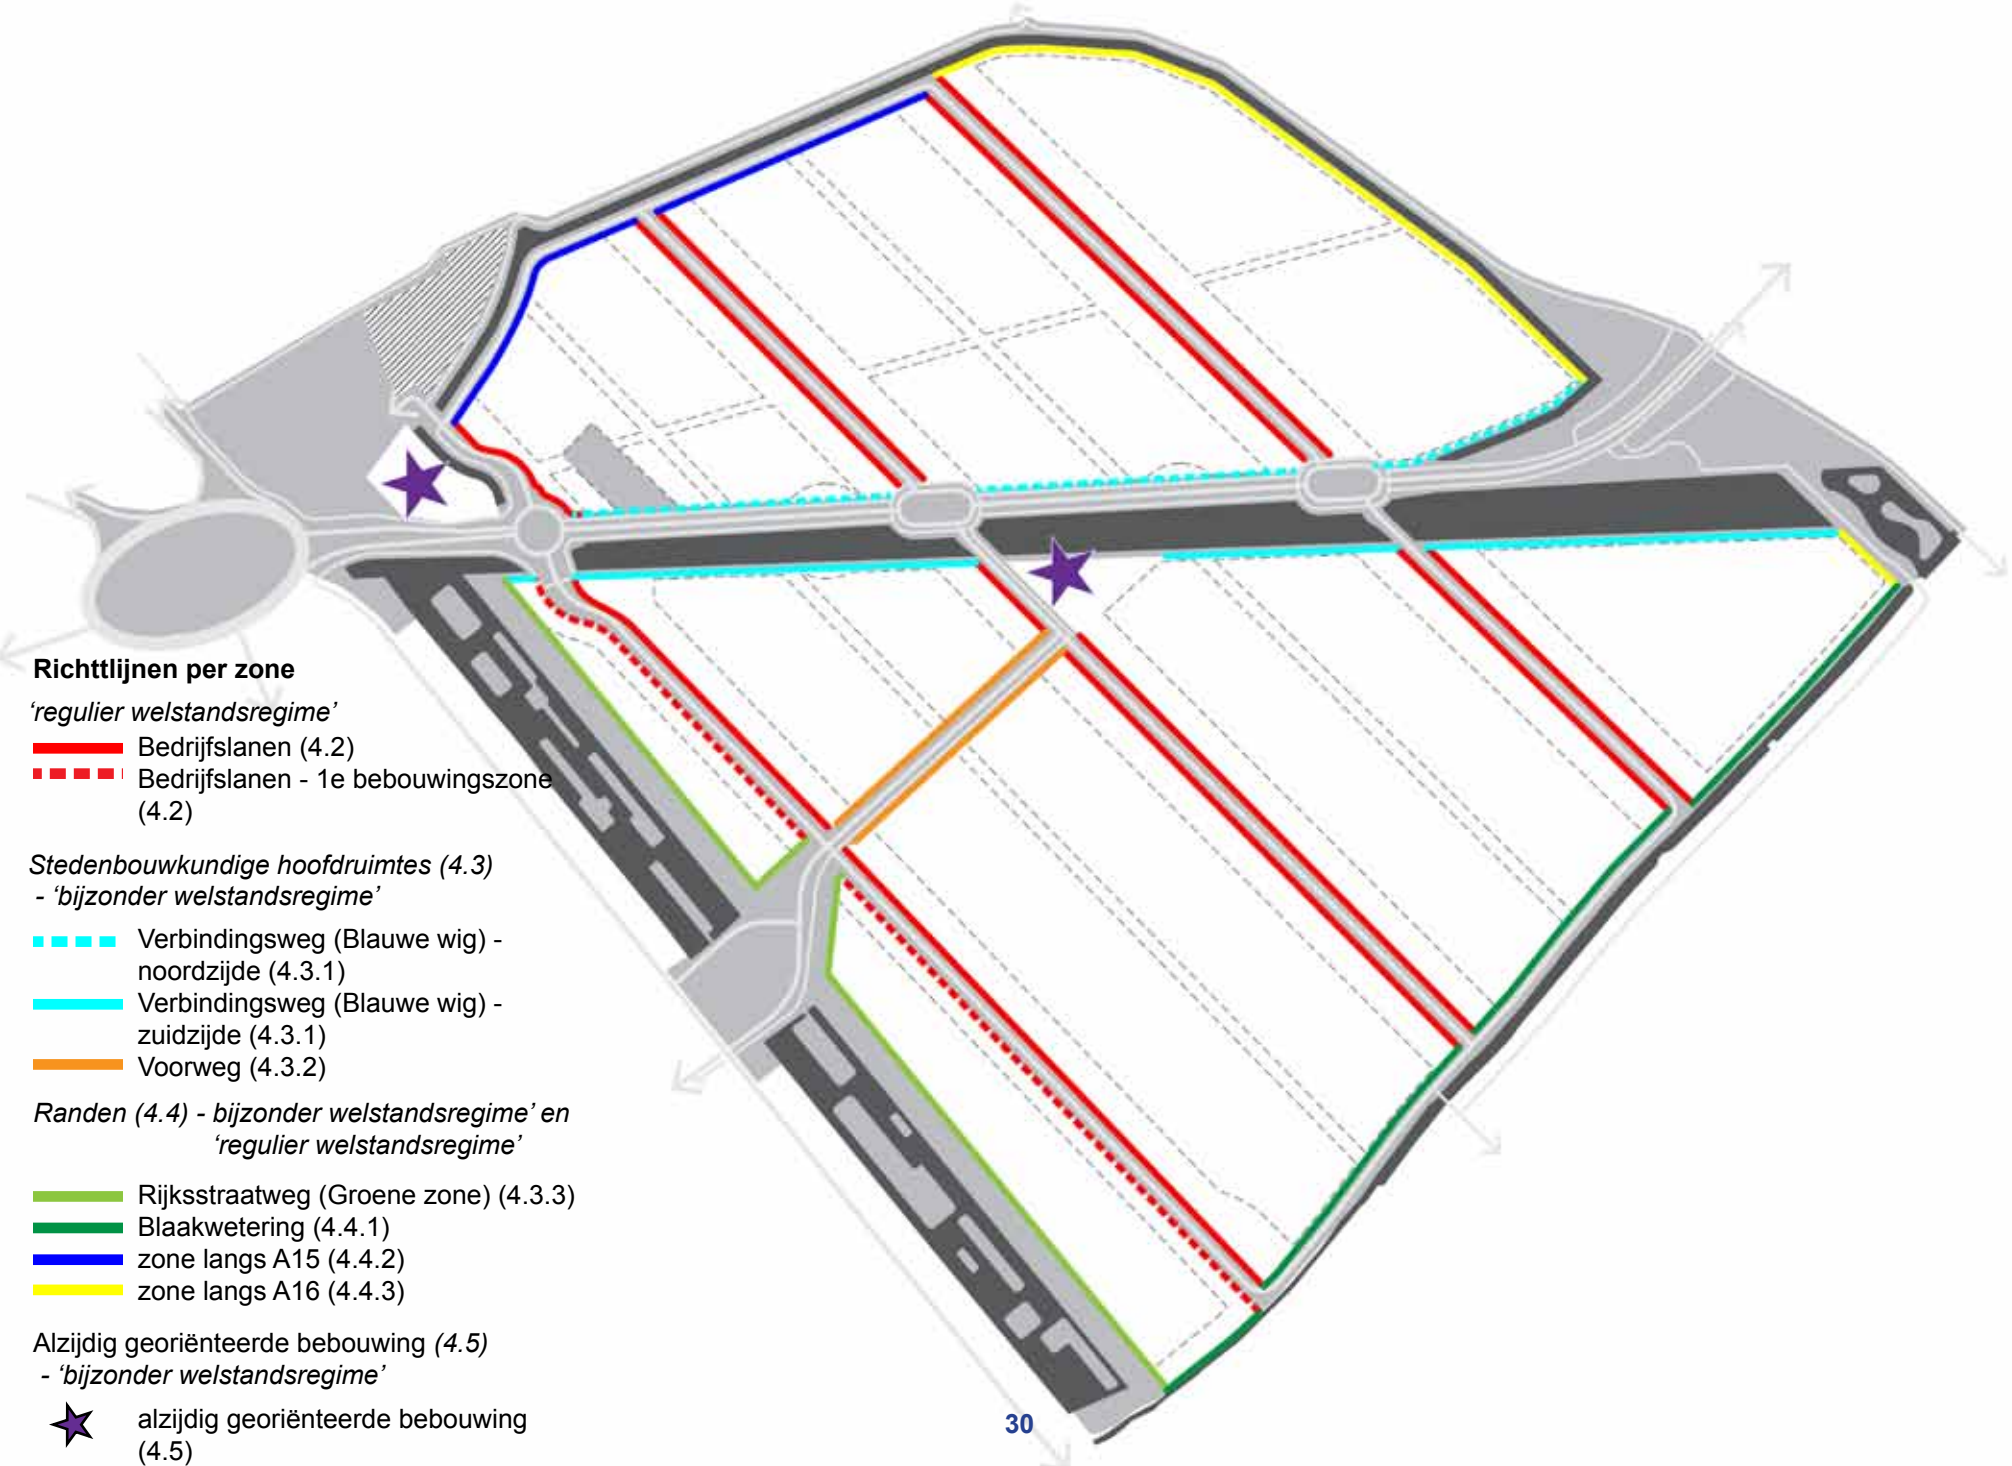 Richttlijnen per zone
‘regulier welstandsregime’
Bedrijfslanen (4.2)
Bedrijfslanen - 1e bebouwingszone
(4.2)
Stedenbouwkundige hoofdruimtes (4.3)
- ‘bijzonder welstandsregime’
Verbindingsweg (Blauwe wig) -
noordzijde (4.3.1)
Verbindingsweg (Blauwe wig) -
zuidzijde (4.3.1)
Voorweg (4.3.2)
Randen (4.4) - bijzonder welstandsregime’ en
‘regulier welstandsregime’
Rijksstraatweg (Groene zone) (4.3.3)
Blaakwetering (4.4.1)
zone langs A15 (4.4.2)
zone langs A16 (4.4.3)
Alzijdig georiënteerde bebouwing (4.5)
- ‘bijzonder welstandsregime’
alzijdig georiënteerde bebouwing
(4.5)
30